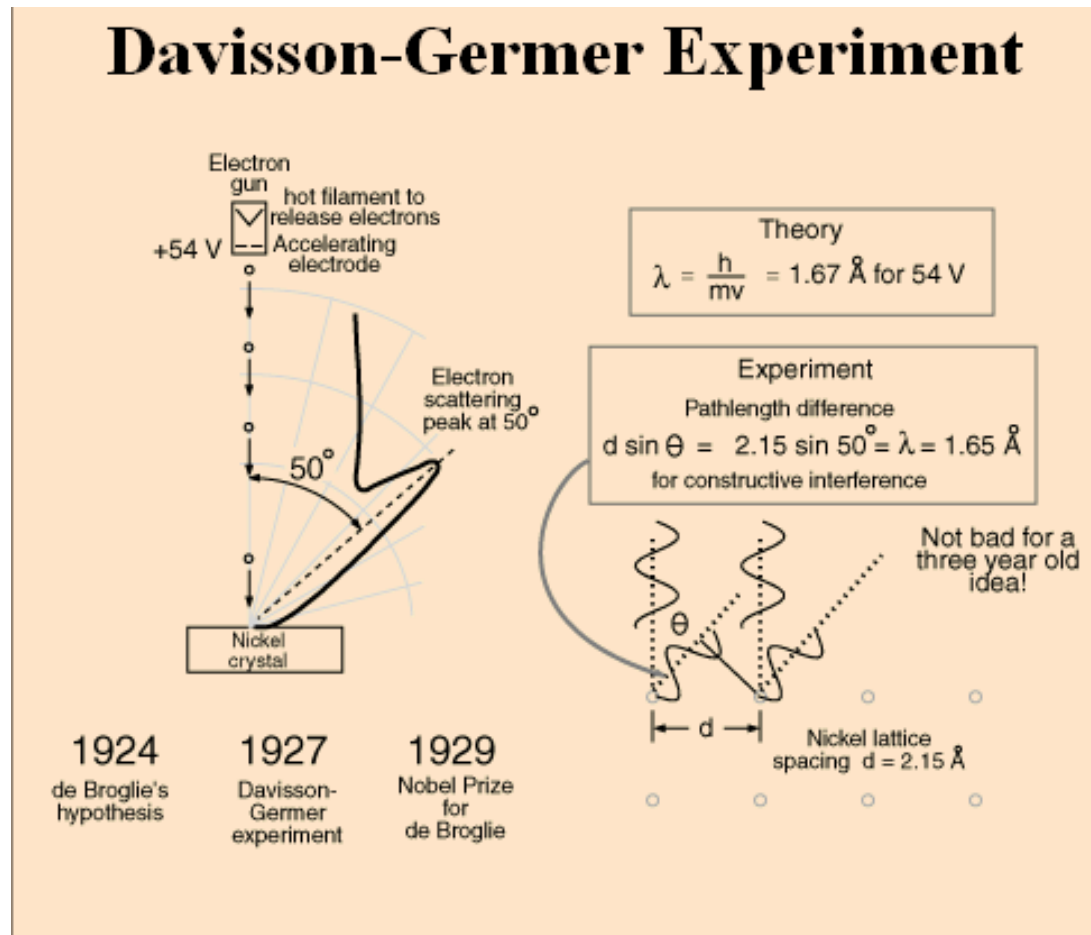 Davisson-Germer Experiment
Electron
gun
hot filament to
release electrons
+54 V
Accelerating
electrode
Electron
scattering
peak at 50°
50°
Nickel
crystal
Theory
λ = h/mv = 1.67 Å for 54 V
Experiment
Pathlength difference
d sin θ = 2.15 sin 50° = λ = 1.65 Å
for constructive interference
Not bad for a
three year old
idea!
θ
d
Nickel lattice
spacing d = 2.15 Å
1924
de Broglie's
hypothesis
1927
Davisson-
Germer
experiment
1929
Nobel Prize
for
de Broglie